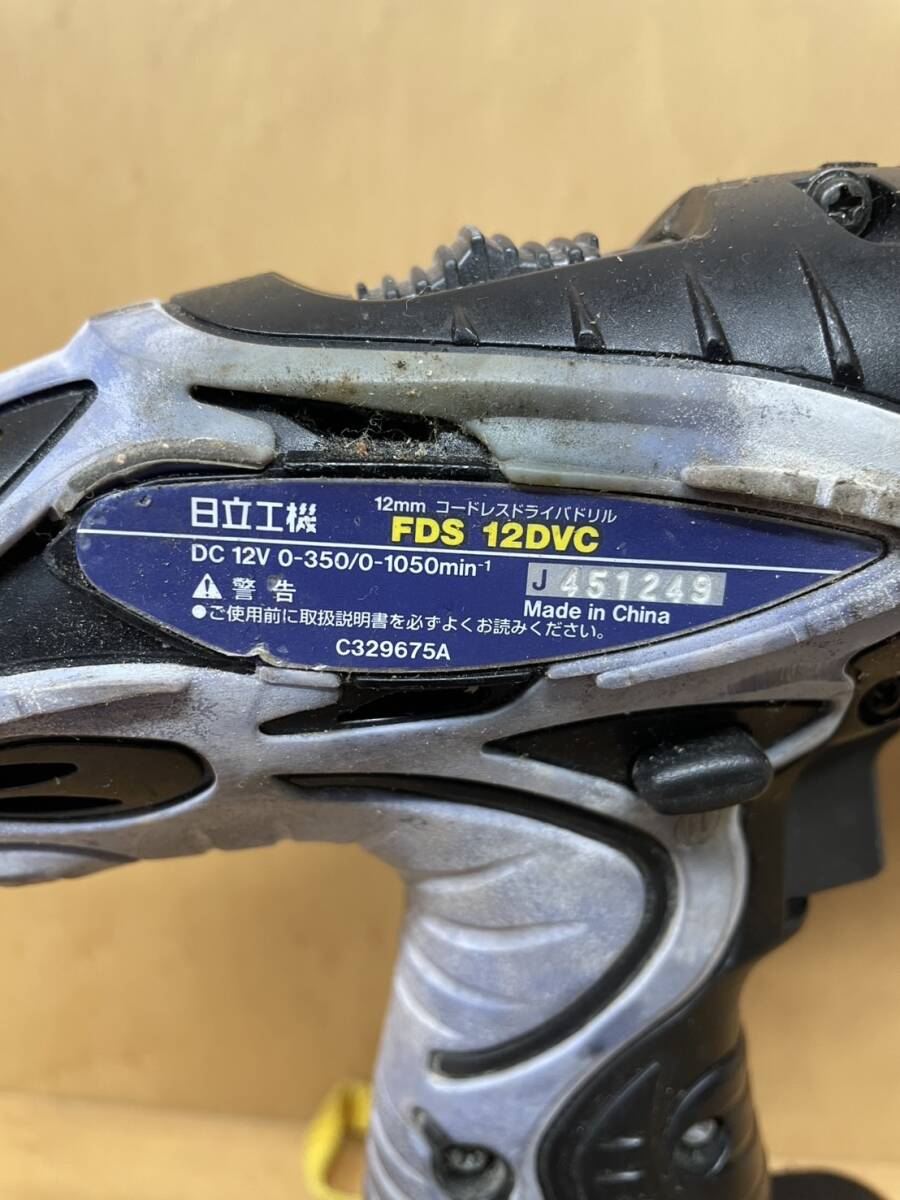 日立工機
12mm コードレスドライバドリル
FDS 12DVC
DC 12V 0-350/0-1050min⁻¹
J 451249
警告
Made in China
●ご使用前に取扱説明書を必ずよくお読みください。
C329675A